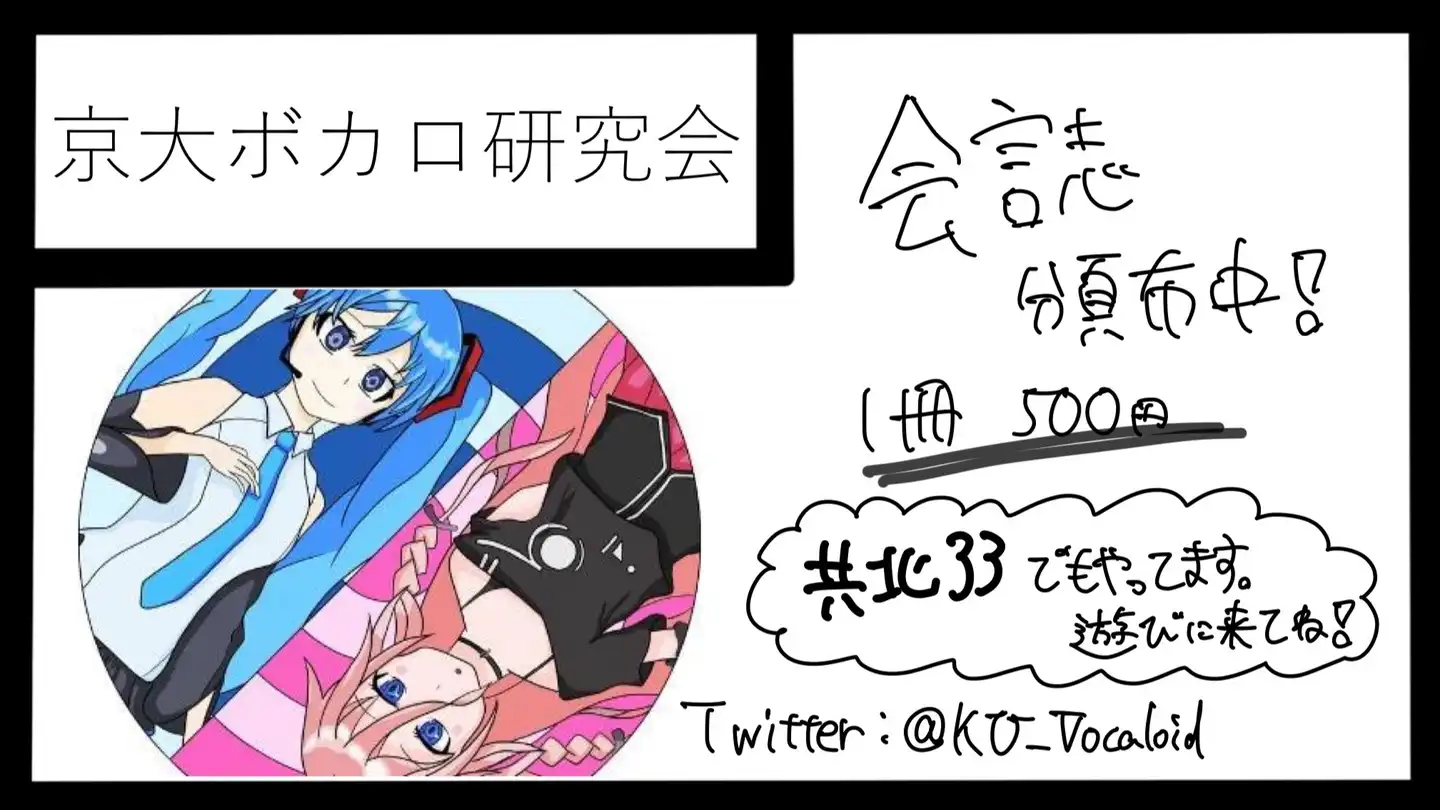 京大ボカロ研究会
会誌
頒布中!
1冊 500円
共北33 でもやってます。
遊びに来てね!
Twitter:@KU_Vocaloid